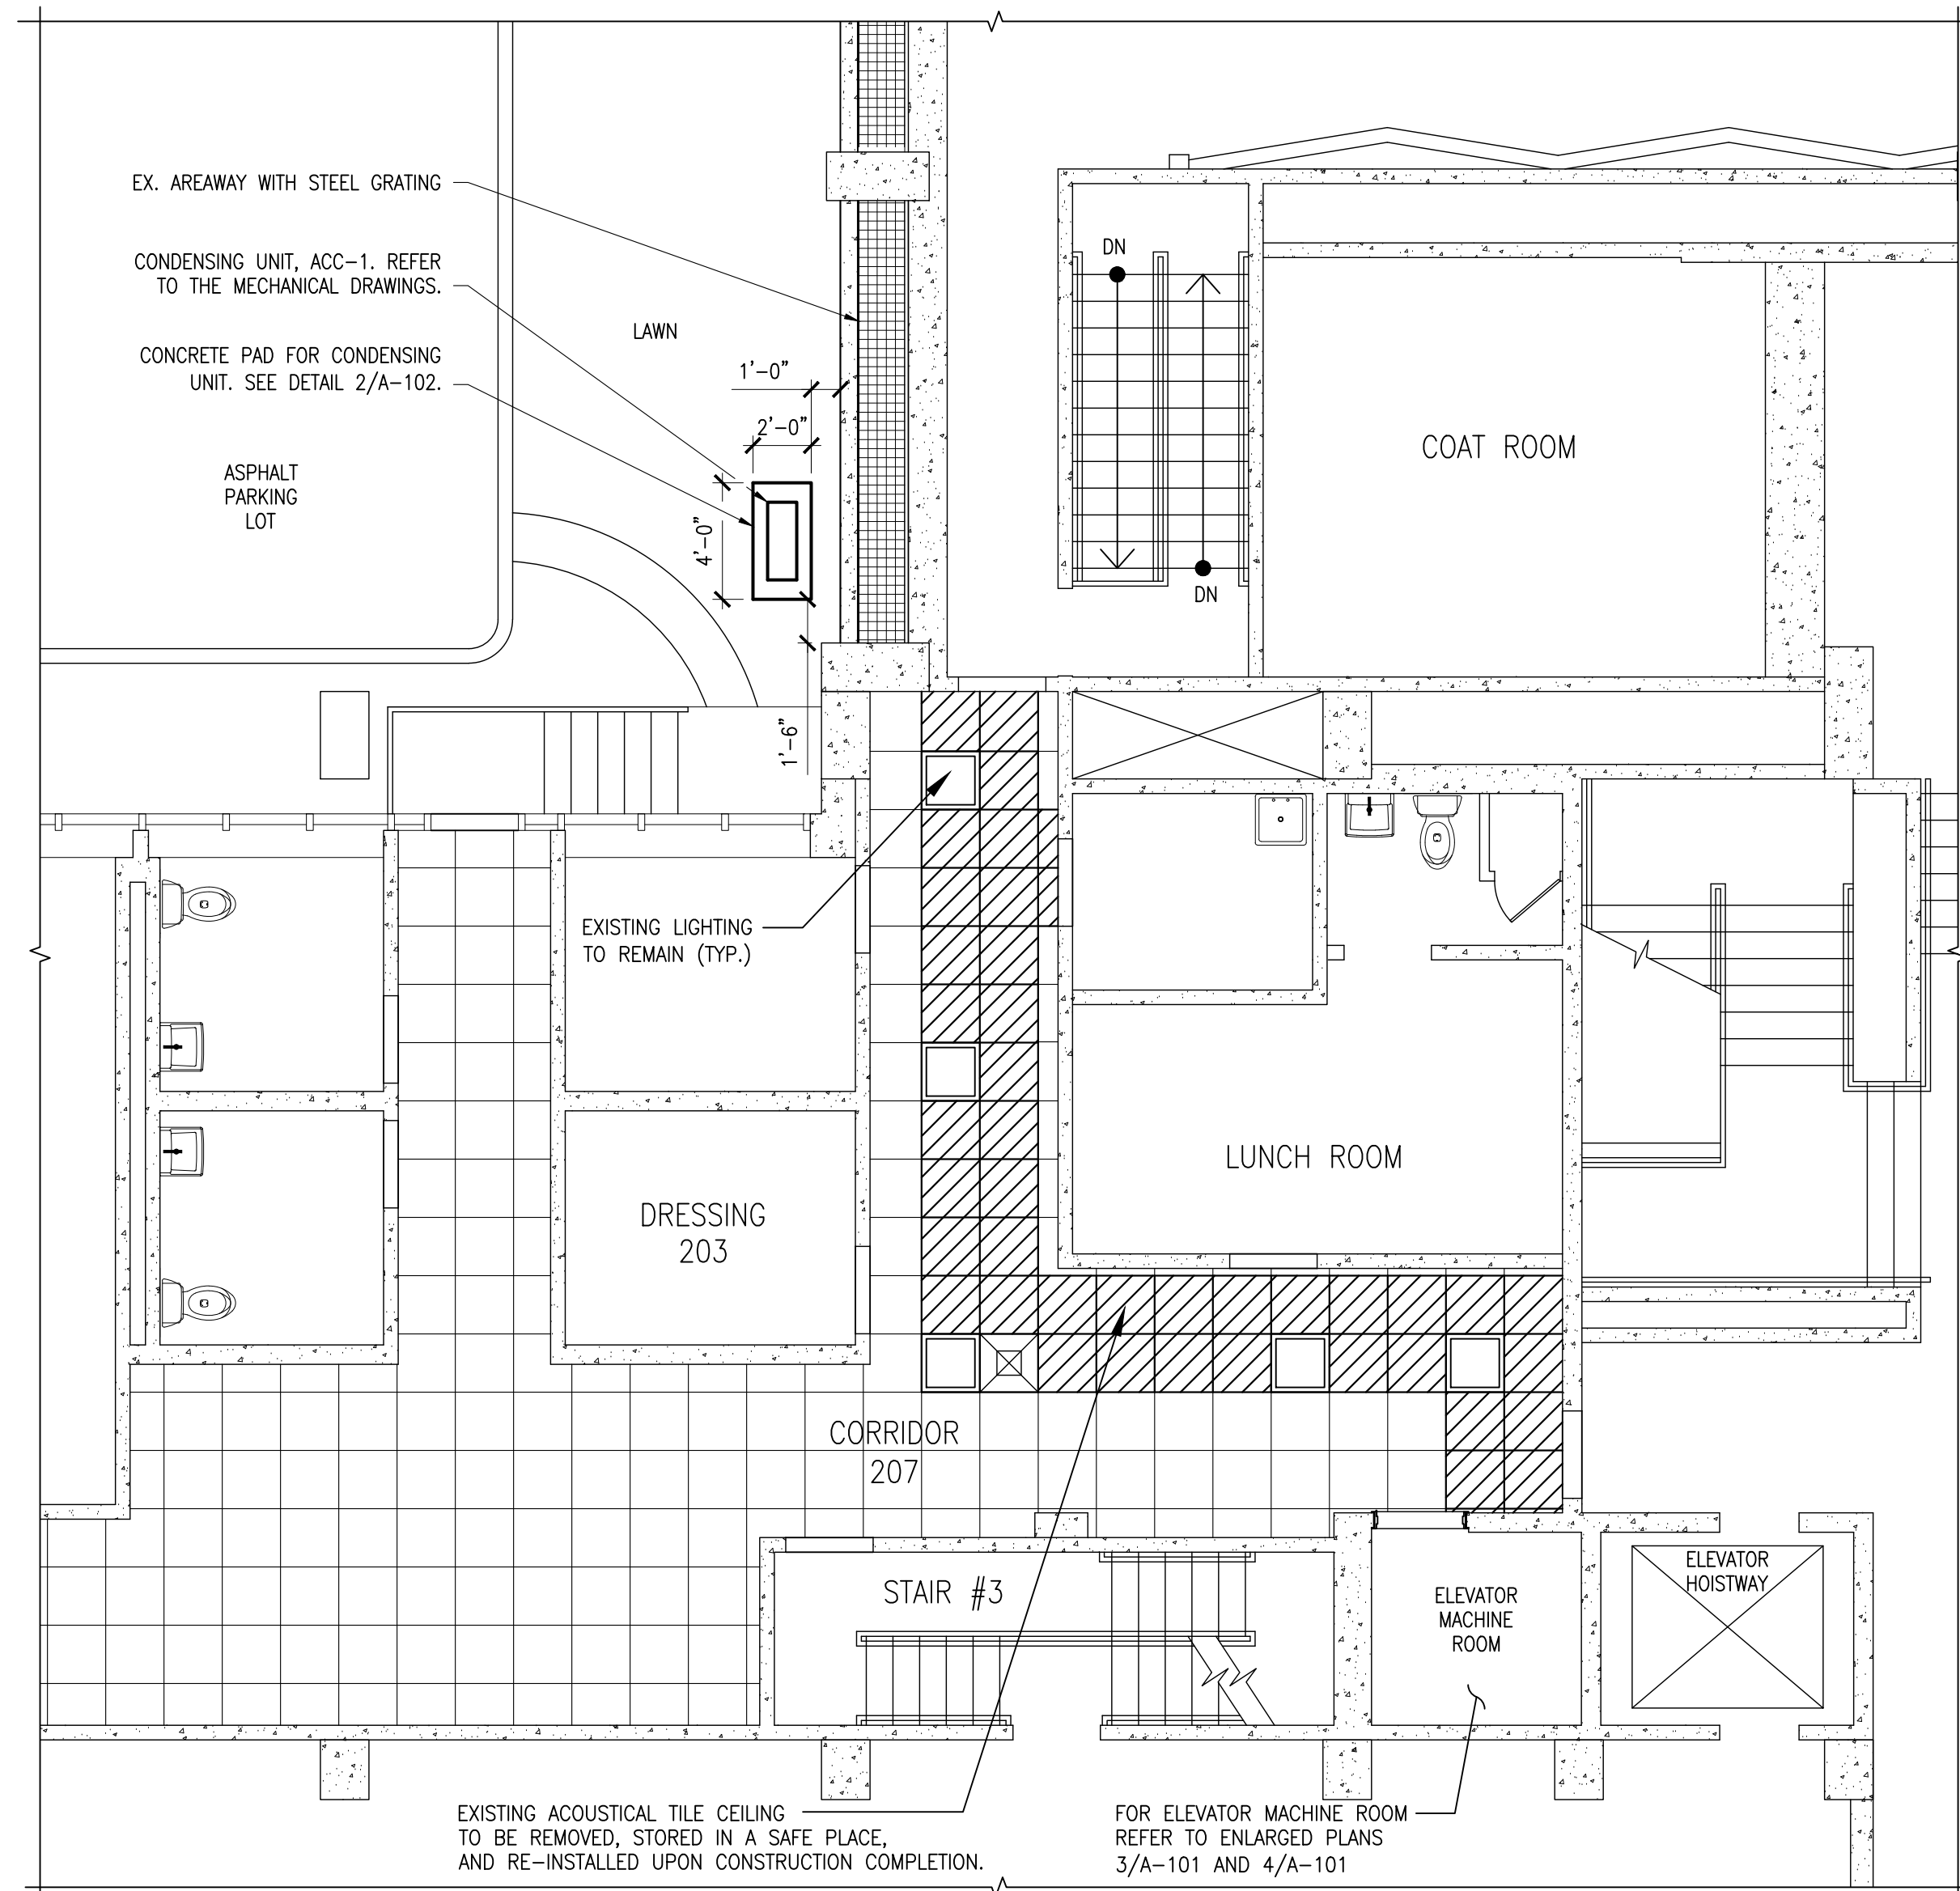 EX. AREAWAY WITH STEEL GRATING
CONDENSING UNIT, ACC-1. REFER
TO THE MECHANICAL DRAWINGS.
CONCRETE PAD FOR CONDENSING
UNIT. SEE DETAIL 2/A-102.
LAWN
1'-0"
2'-0"
4'-0"
1'-6"
ASPHALT
PARKING
LOT
DN
DN
COAT ROOM
EXISTING LIGHTING
TO REMAIN (TYP.)
LUNCH ROOM
DRESSING
203
CORRIDOR
207
STAIR #3
ELEVATOR
MACHINE
ROOM
ELEVATOR
HOISTWAY
EXISTING ACOUSTICAL TILE CEILING
TO BE REMOVED, STORED IN A SAFE PLACE,
AND RE-INSTALLED UPON CONSTRUCTION COMPLETION.
FOR ELEVATOR MACHINE ROOM
REFER TO ENLARGED PLANS
3/A-101 AND 4/A-101